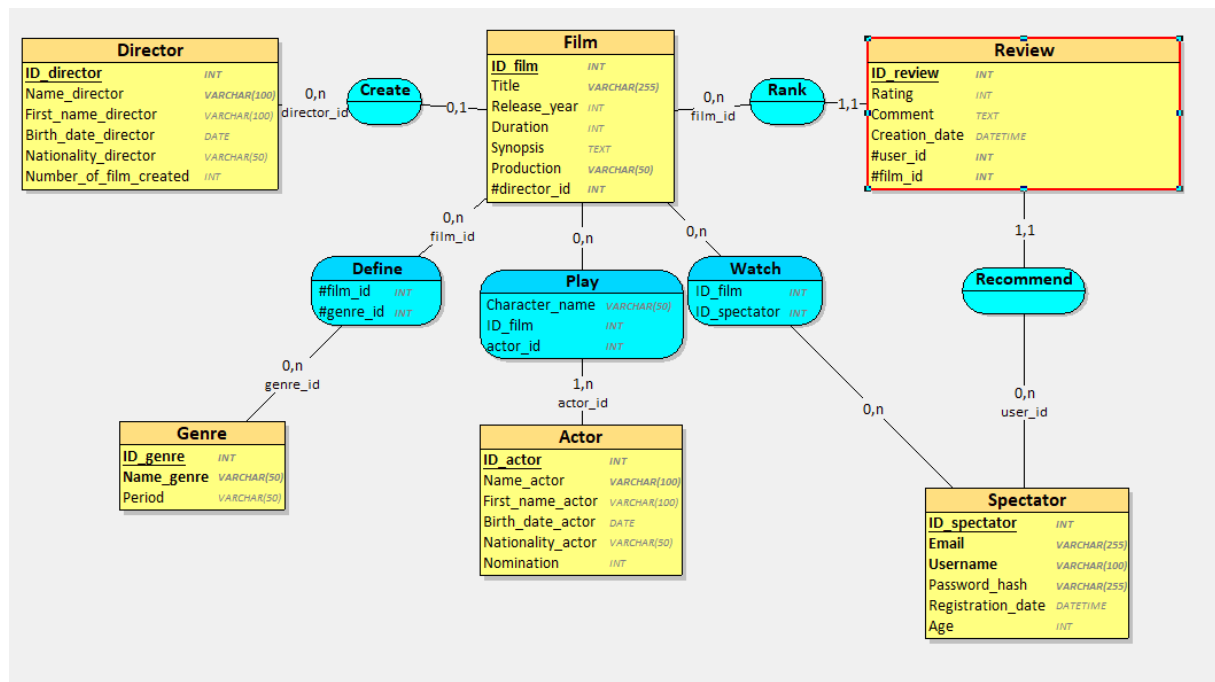 Director
ID_director INT
Name_director VARCHAR(100)
First_name_director VARCHAR(100)
Birth_date_director DATE
Nationality_director VARCHAR(50)
Number_of_film_created INT
0,n
director_id
Create
0,1
Film
ID_film INT
Title VARCHAR(255)
Release_year INT
Duration INT
Synopsis TEXT
Production VARCHAR(50)
#director_id INT
0,n
film_id
Rank
1,1
Review
ID_review INT
Rating INT
Comment TEXT
Creation_date DATETIME
#user_id INT
#film_id INT
0,n
film_id
0,n
0,n
1,1
Define
#film_id INT
#genre_id INT
Play
Character_name VARCHAR(50)
ID_film INT
actor_id INT
Watch
ID_film INT
ID_spectator INT
Recommend
0,n
genre_id
1,n
actor_id
0,n
0,n
user_id
Genre
ID_genre INT
Name_genre VARCHAR(50)
Period VARCHAR(50)
Actor
ID_actor INT
Name_actor VARCHAR(100)
First_name_actor VARCHAR(100)
Birth_date_actor DATE
Nationality_actor VARCHAR(50)
Nomination INT
Spectator
ID_spectator INT
Email VARCHAR(255)
Username VARCHAR(100)
Password_hash VARCHAR(255)
Registration_date DATETIME
Age INT